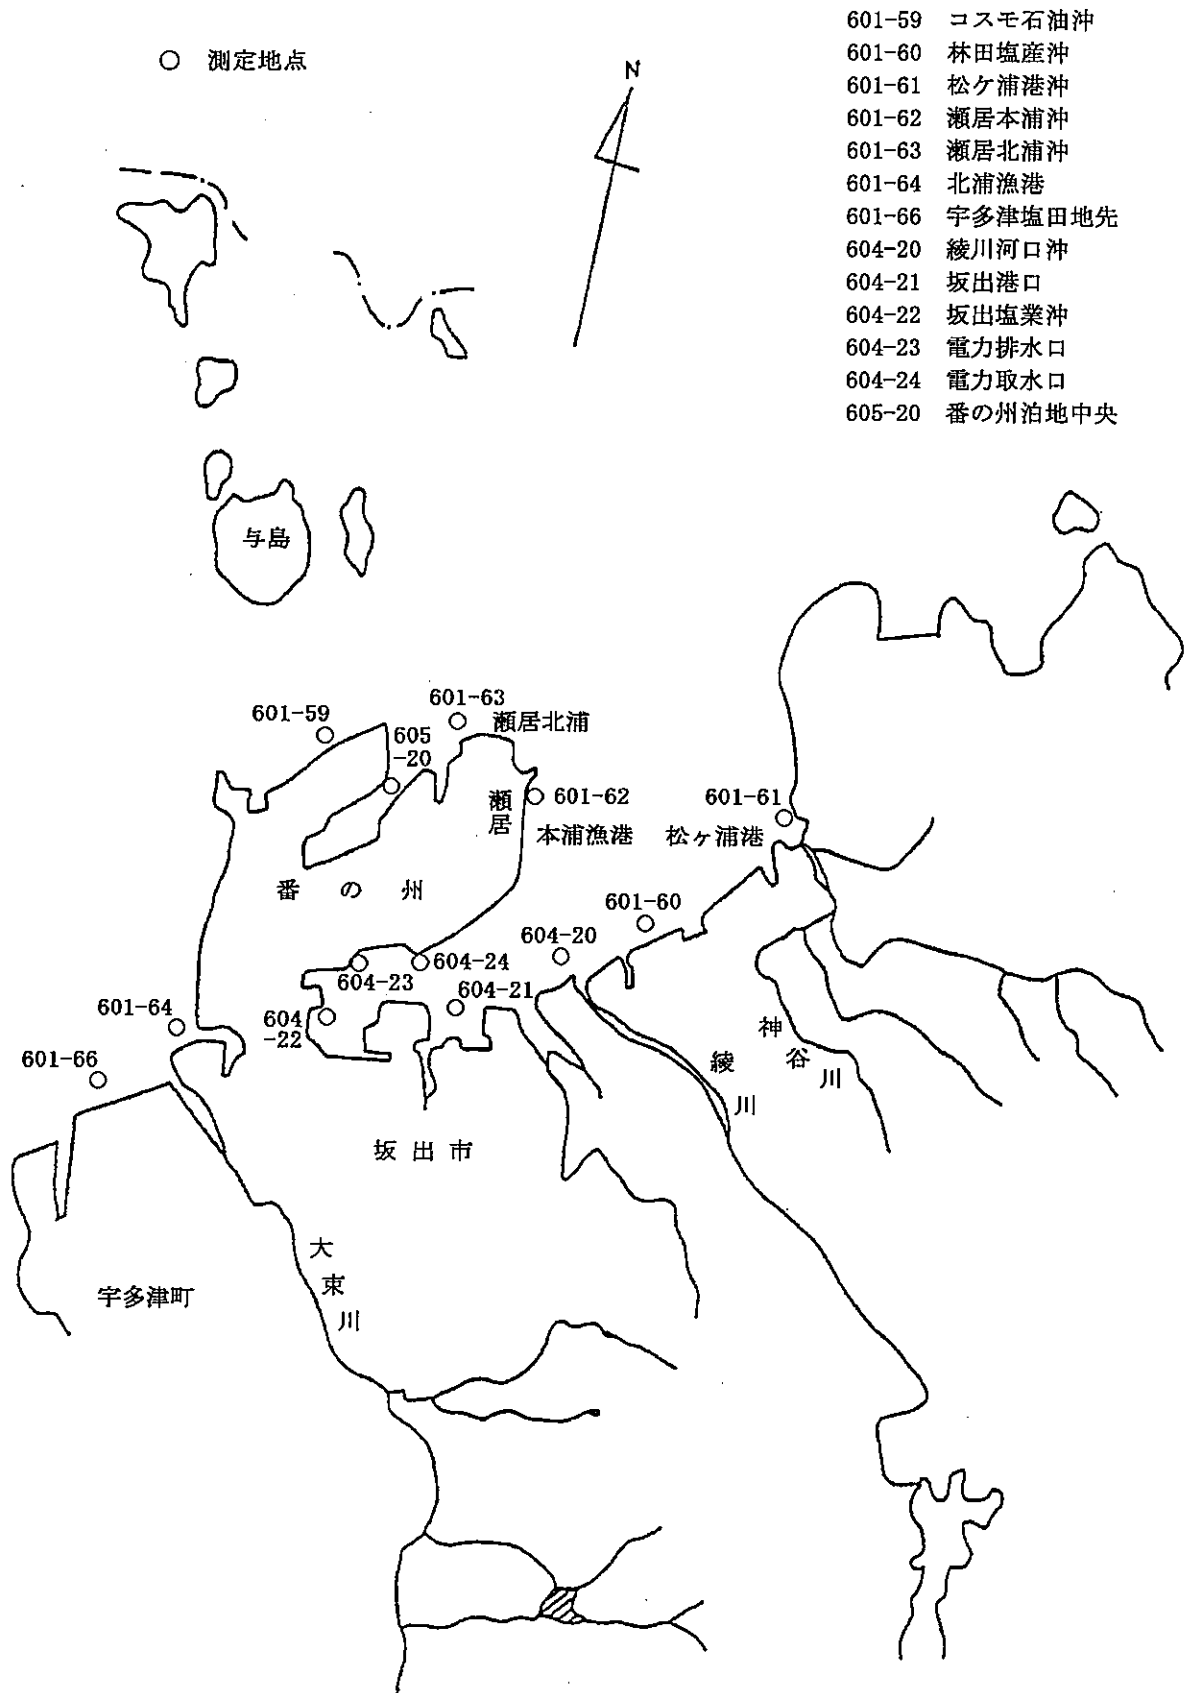 ○ 測定地点
N
601-59 コスモ石油沖
601-60 林田塩産沖
601-61 松ケ浦港沖
601-62 瀬居本浦沖
601-63 瀬居北浦沖
601-64 北浦漁港
601-66 宇多津塩田地先
604-20 綾川河口沖
604-21 坂出港口
604-22 坂出塩業沖
604-23 電力排水口
604-24 電力取水口
605-20 番の州泊地中央
与島
601-63
瀬居北浦
601-59
605
-20
瀬居
601-62
本浦漁港
601-61
松ヶ浦港
番の州
601-60
604-20
604-24
604-23
604-21
604
-22
601-64
601-66
神谷川
綾川
坂出市
大束川
宇多津町